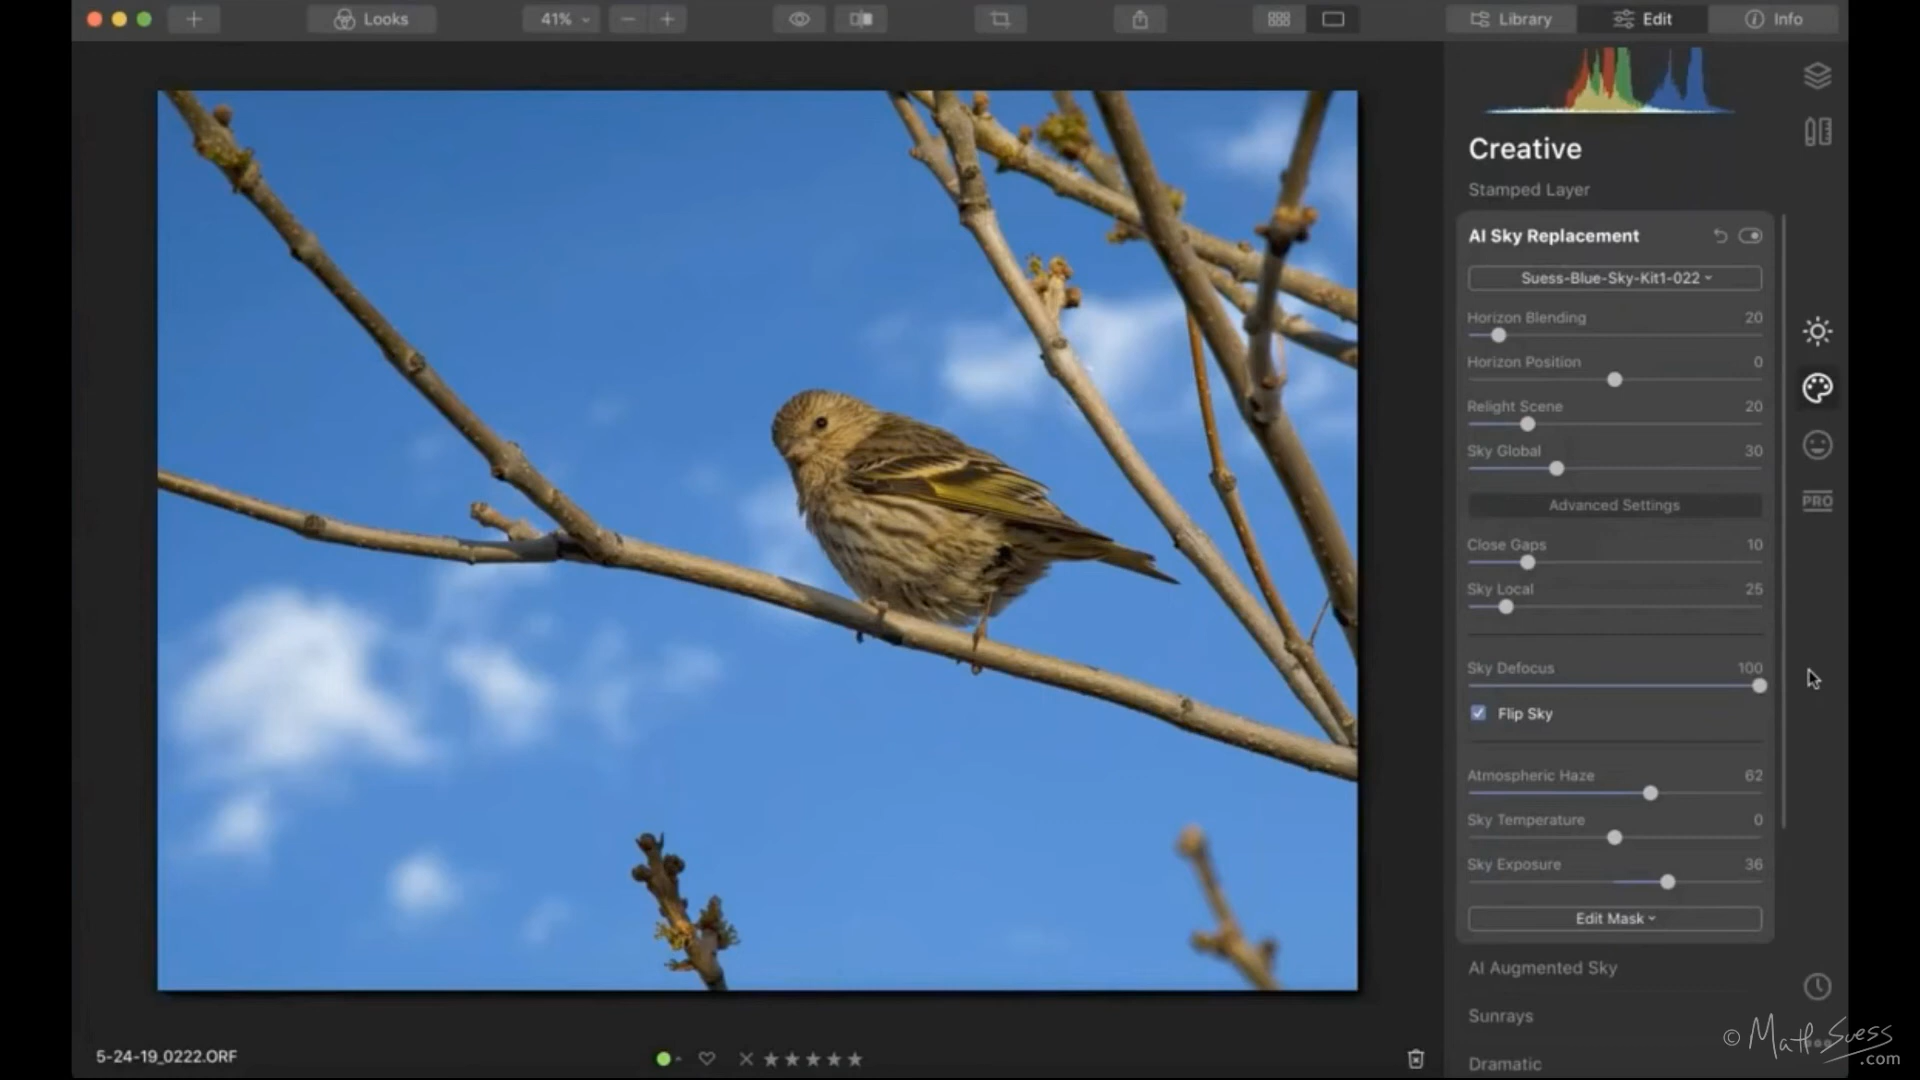 Looks
41%
Library
Edit
Info
Creative
Stamped Layer
AI Sky Replacement
Suess-Blue-Sky-Kit1-022
Horizon Blending 20
Horizon Position 0
Relight Scene 20
Sky Global 30
Advanced Settings
Close Gaps 10
Sky Local 25
Sky Defocus 100
Flip Sky
Atmospheric Haze 62
Sky Temperature 0
Sky Exposure 36
Edit Mask
AI Augmented Sky
Sunrays
Dramatic
PRO
5-24-19_0222.ORF
© Matt Suess
.com